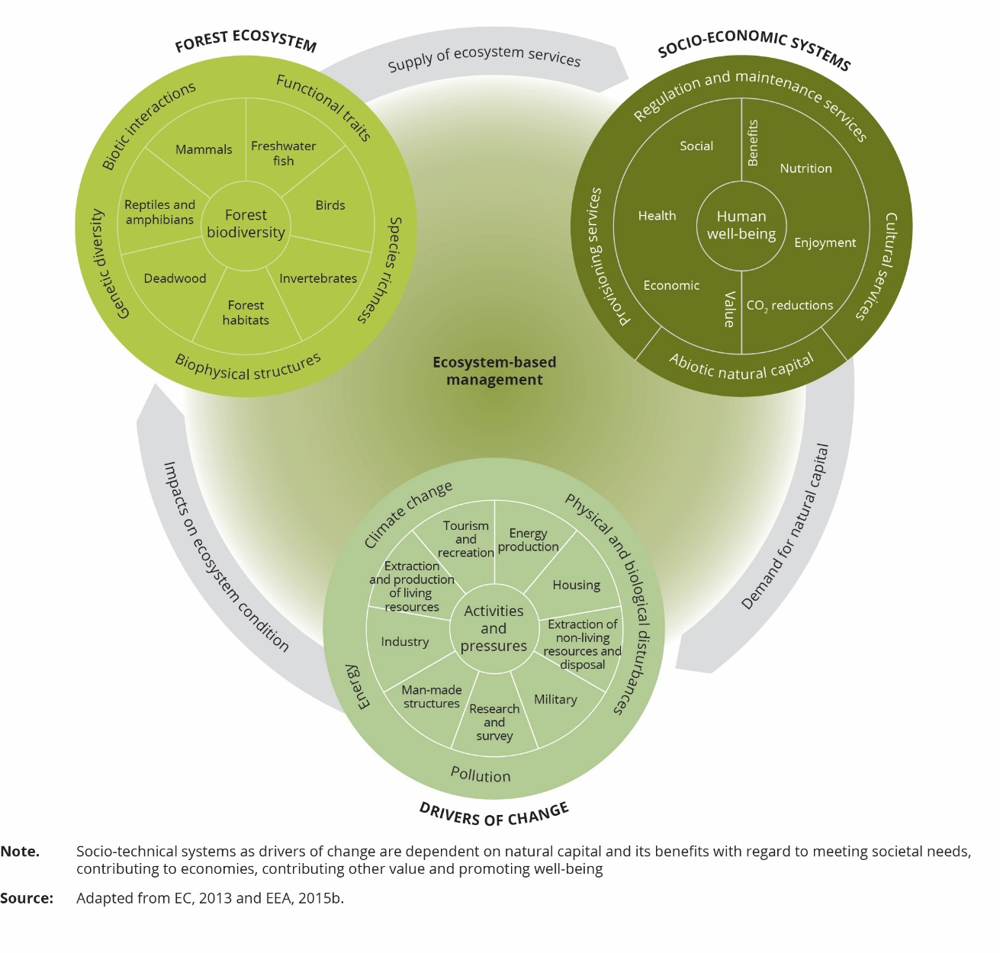 FOREST ECOSYSTEM
Supply of ecosystem services
SOCIO-ECONOMIC SYSTEMS
Biotic interactions
Functional traits
Species richness
Biophysical structures
Genetic diversity
Mammals
Freshwater
fish
Birds
Invertebrates
Forest
habitats
Deadwood
Reptiles and
amphibians
Forest
biodiversity
Regulation and maintenance services
Cultural services
Abiotic natural capital
Provisioning services
Social
Benefits
Nutrition
Health
Human
well-being
Enjoyment
Economic
Value
CO₂ reductions
Ecosystem-based
management
Impacts on ecosystem condition
Demand for natural capital
Climate change
Physical and biological disturbances
Pollution
Energy
Tourism
and
recreation
Energy
production
Housing
Extraction of
non-living
resources and
disposal
Military
Research
and
survey
Man-made
structures
Industry
Extraction
and production
of living
resources
Activities
and
pressures
DRIVERS OF CHANGE
Note. Socio-technical systems as drivers of change are dependent on natural capital and its benefits with regard to meeting societal needs,
contributing to economies, contributing other value and promoting well-being
Source: Adapted from EC, 2013 and EEA, 2015b.